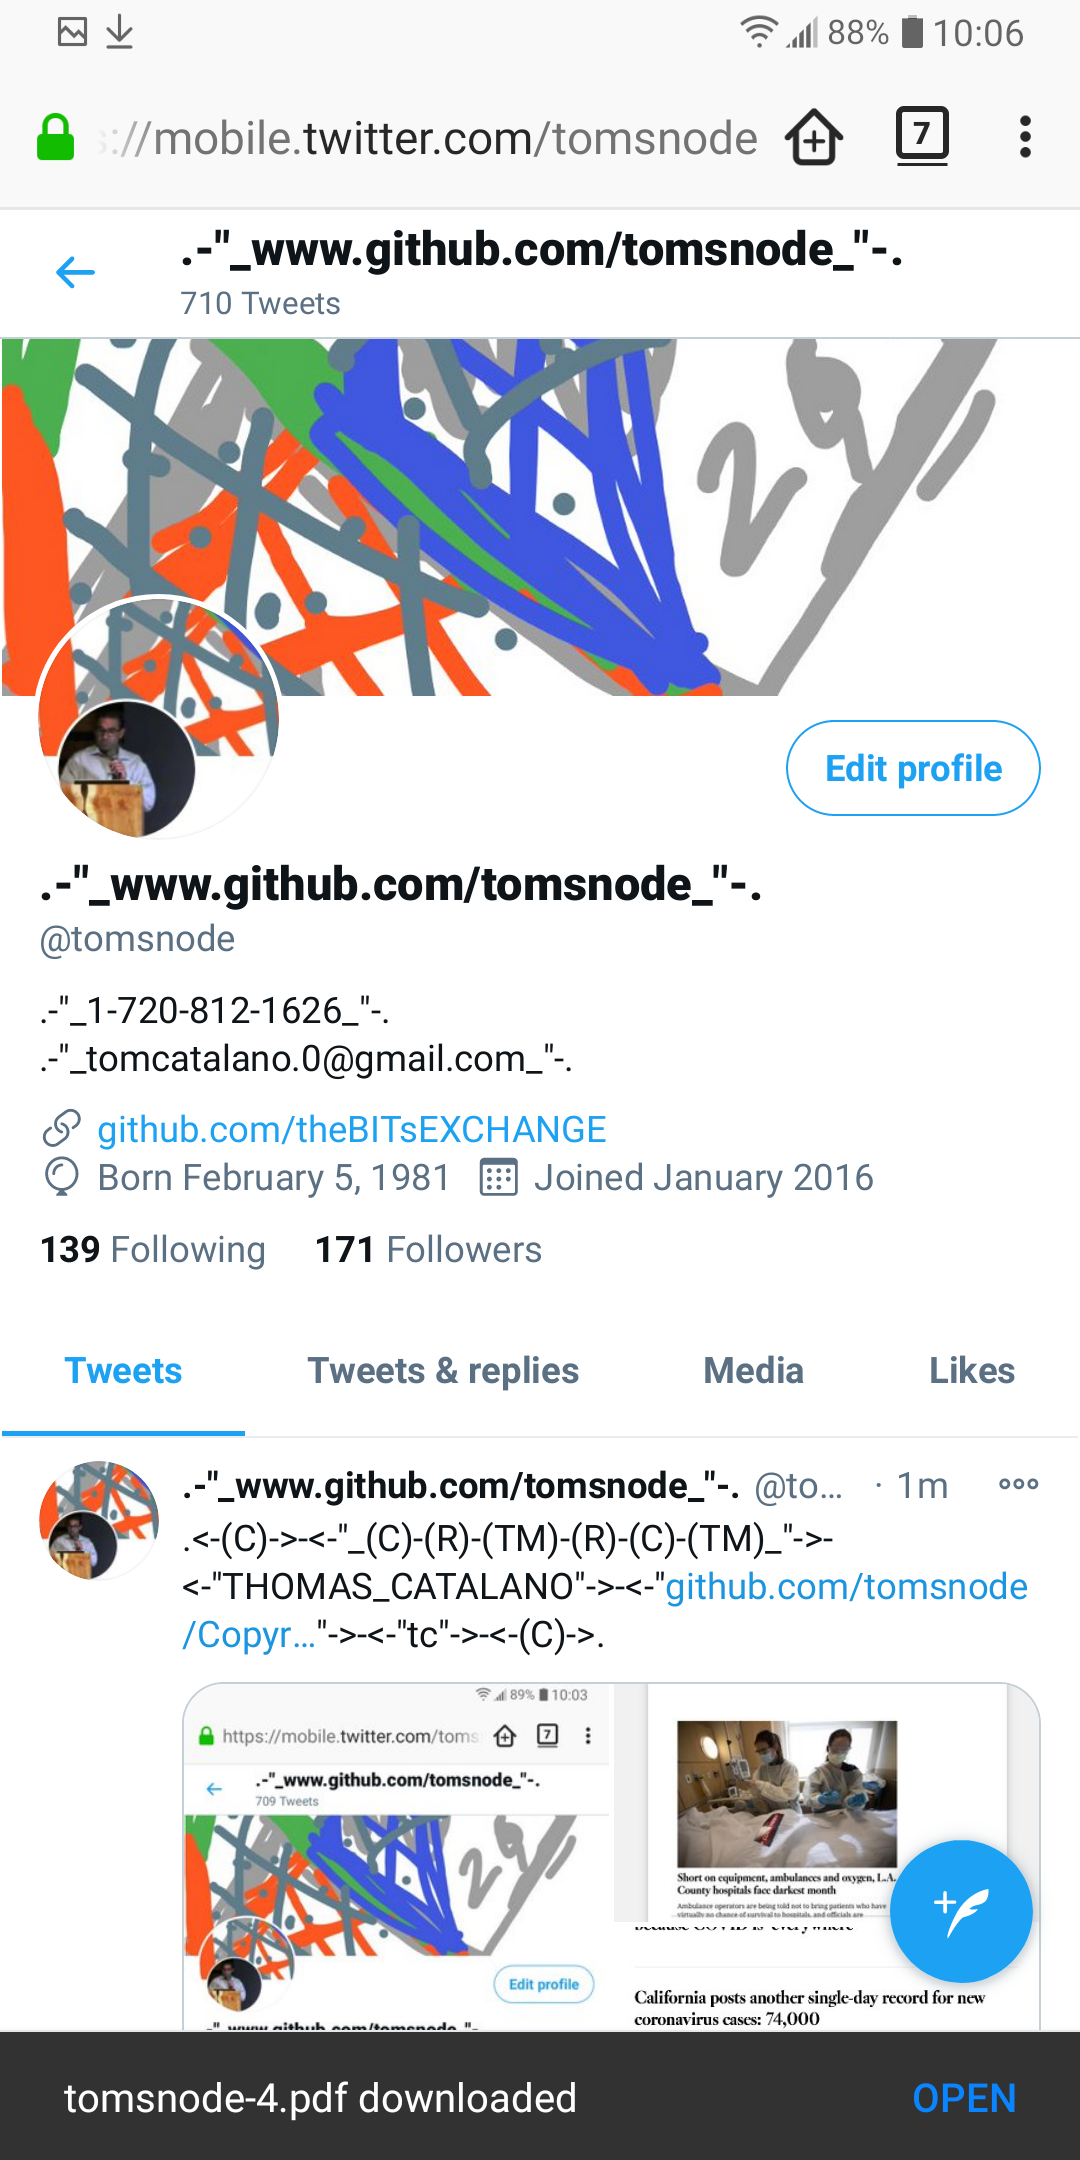 88% 10:06
s://mobile.twitter.com/tomsnode 7
.-"_www.github.com/tomsnode_"-.
710 Tweets
29
Edit profile
.-"_www.github.com/tomsnode_"-.
@tomsnode
.-"_1-720-812-1626_"-.
.-"_tomcatalano.0@gmail.com_"-.
github.com/theBITsEXCHANGE
Born February 5, 1981 Joined January 2016
139 Following 171 Followers
Tweets Tweets & replies Media Likes
.-"_www.github.com/tomsnode_"-. @to... · 1m
.<-(C)->-<-"_(C)-(R)-(TM)-(R)-(C)-(TM)_"->-
<-"THOMAS_CATALANO"->-<-"github.com/tomsnode
/Copyr..."->-<-"tc"->-<-(C)->.
89% 10:03
https://mobile.twitter.com/toms 7
.-"_www.github.com/tomsnode_"-.
709 Tweets
29
Edit profile
.-"_www.github.com/tomsnode_"-.
Short on equipment, ambulances and oxygen, L.A.
County hospitals face darkest month
Ambulance operators are being told not to bring patients who have
virtually no chance of survival to hospitals, and officials are
because COVID is 'everywhere'
California posts another single-day record for new
coronavirus cases: 74,000
tomsnode-4.pdf downloaded OPEN